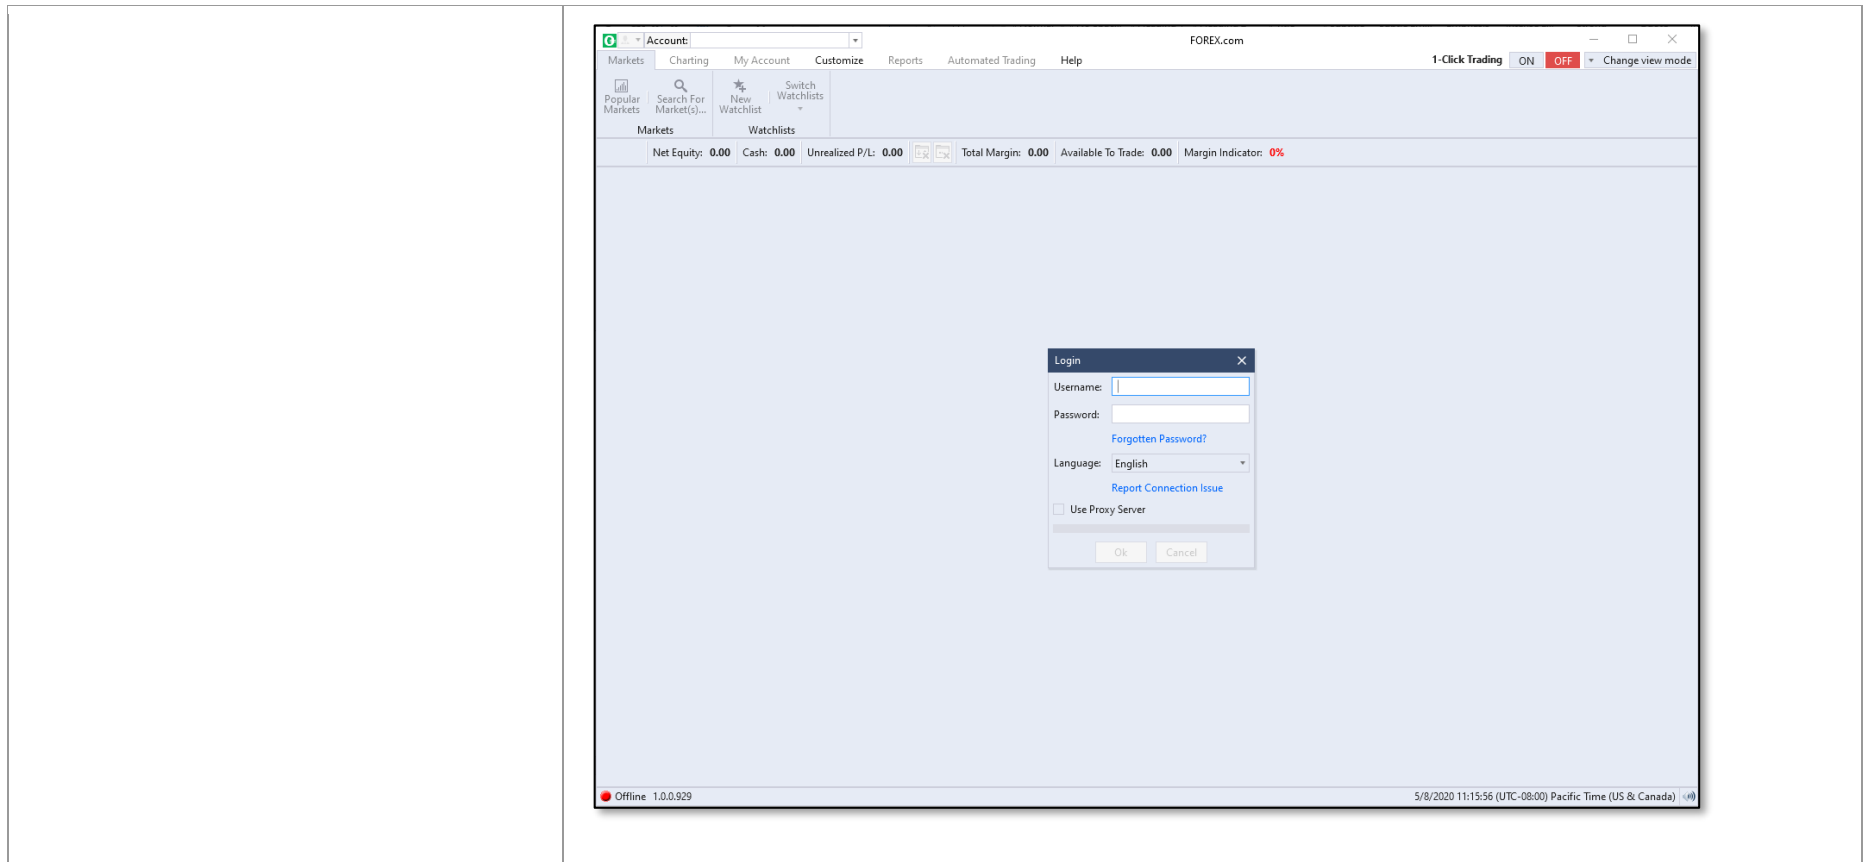 Account:
FOREX.com
Markets Charting My Account Customize Reports Automated Trading Help
1-Click Trading ON OFF Change view mode
Popular Markets
Search For Market(s)...
New Watchlist
Switch Watchlists
Markets
Watchlists
Net Equity: 0.00 Cash: 0.00 Unrealized P/L: 0.00 Total Margin: 0.00 Available To Trade: 0.00 Margin Indicator: 0%
Login
Username:
Password:
Forgotten Password?
Language: English
Report Connection Issue
Use Proxy Server
Ok Cancel
Offline 1.0.0.929
5/8/2020 11:15:56 (UTC-08:00) Pacific Time (US & Canada)